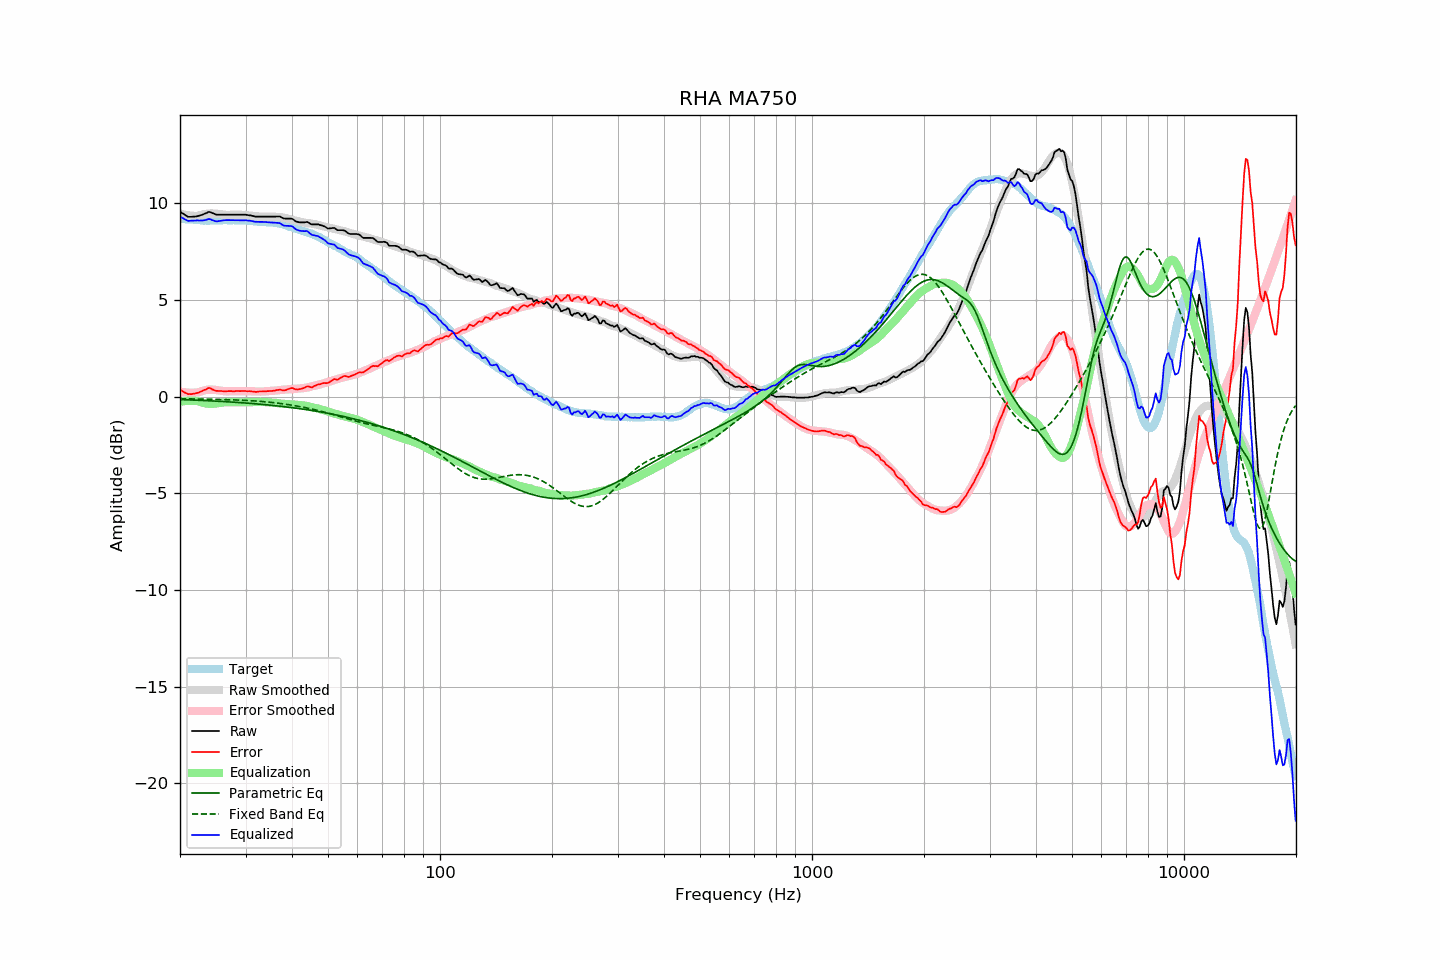 RHA MA750
Amplitude (dBr)
10
5
0
−5
−10
−15
−20
Target
Raw Smoothed
Error Smoothed
Raw
Error
Equalization
Parametric Eq
Fixed Band Eq
Equalized
100
1000
10000
Frequency (Hz)